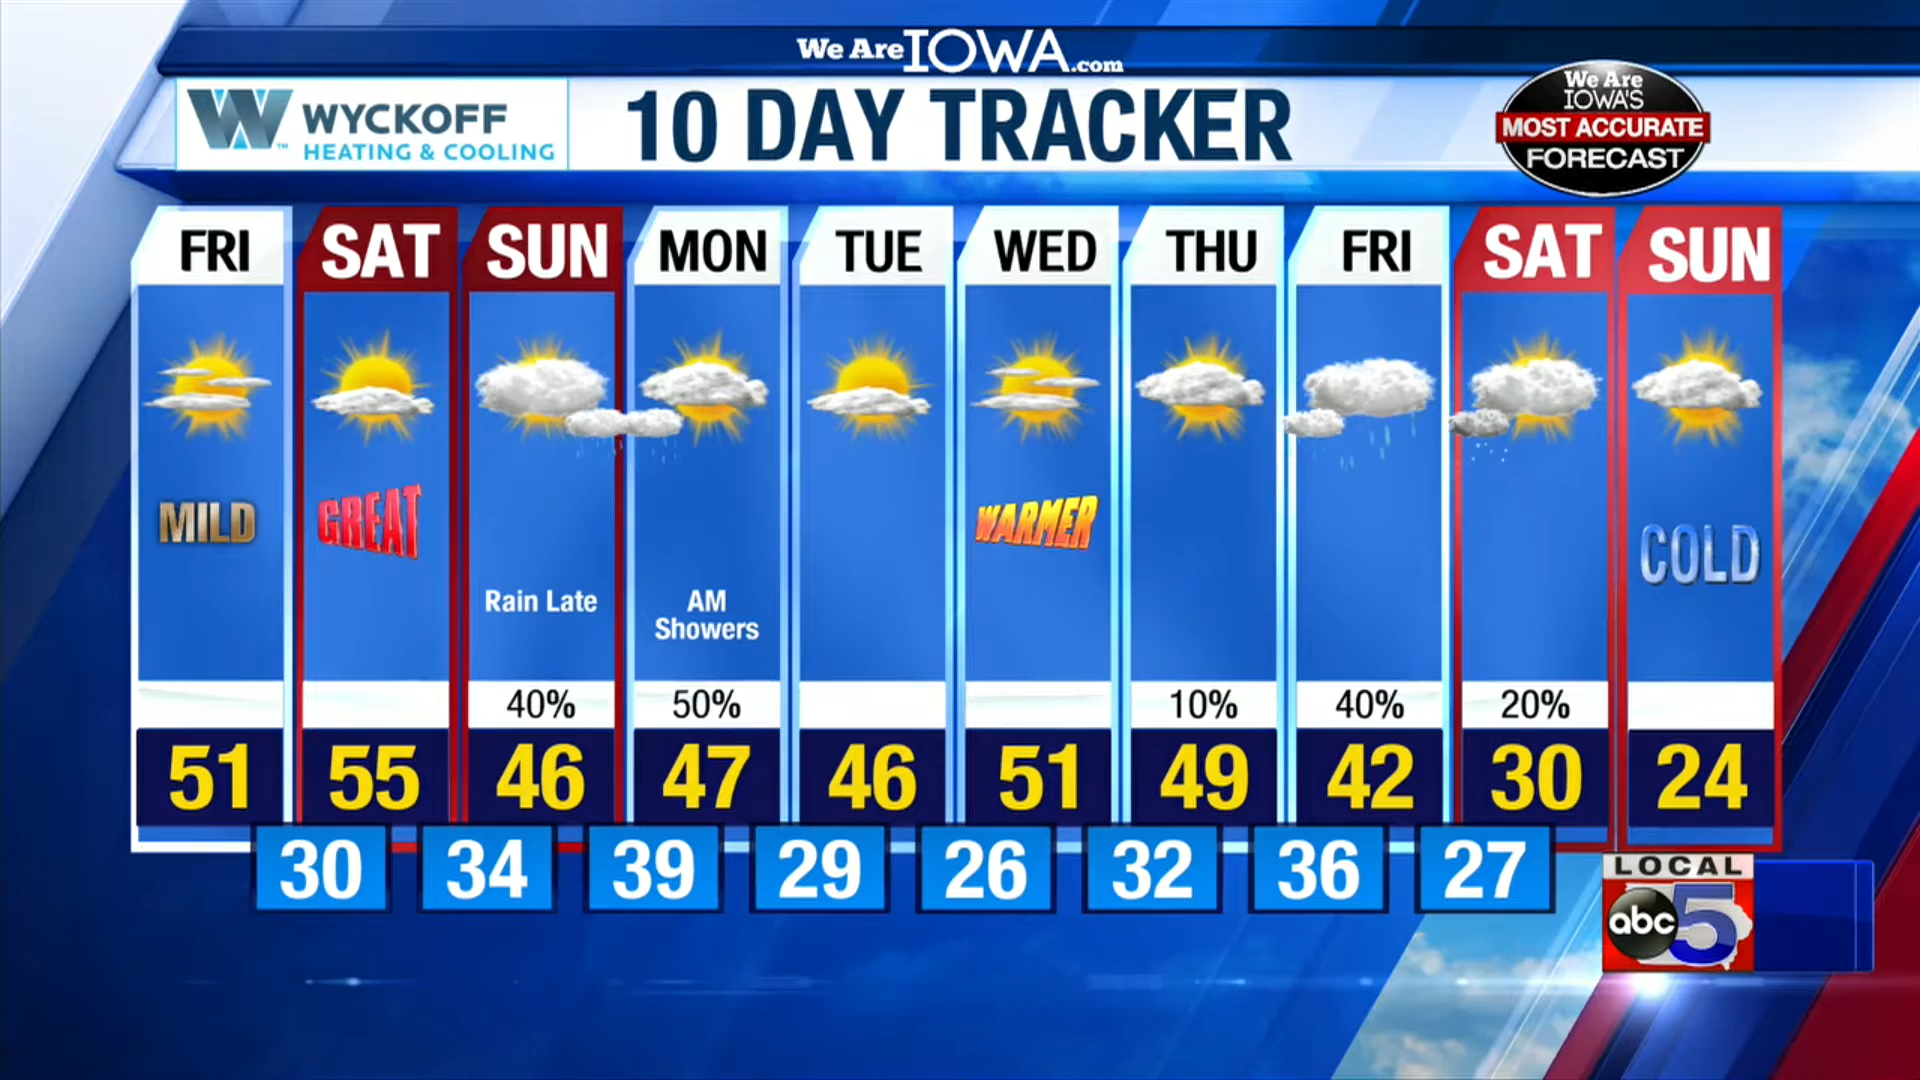 We Are IOWA.com
W™ WYCKOFF
HEATING & COOLING
10 DAY TRACKER
We Are
IOWA'S
MOST ACCURATE
FORECAST
FRI SAT SUN MON TUE WED THU FRI SAT SUN
MILD GREAT WARMER COLD
Rain Late AM
Showers
40% 50% 10% 40% 20%
51 55 46 47 46 51 49 42 30 24
30 34 39 29 26 32 36 27
LOCAL
abc 5